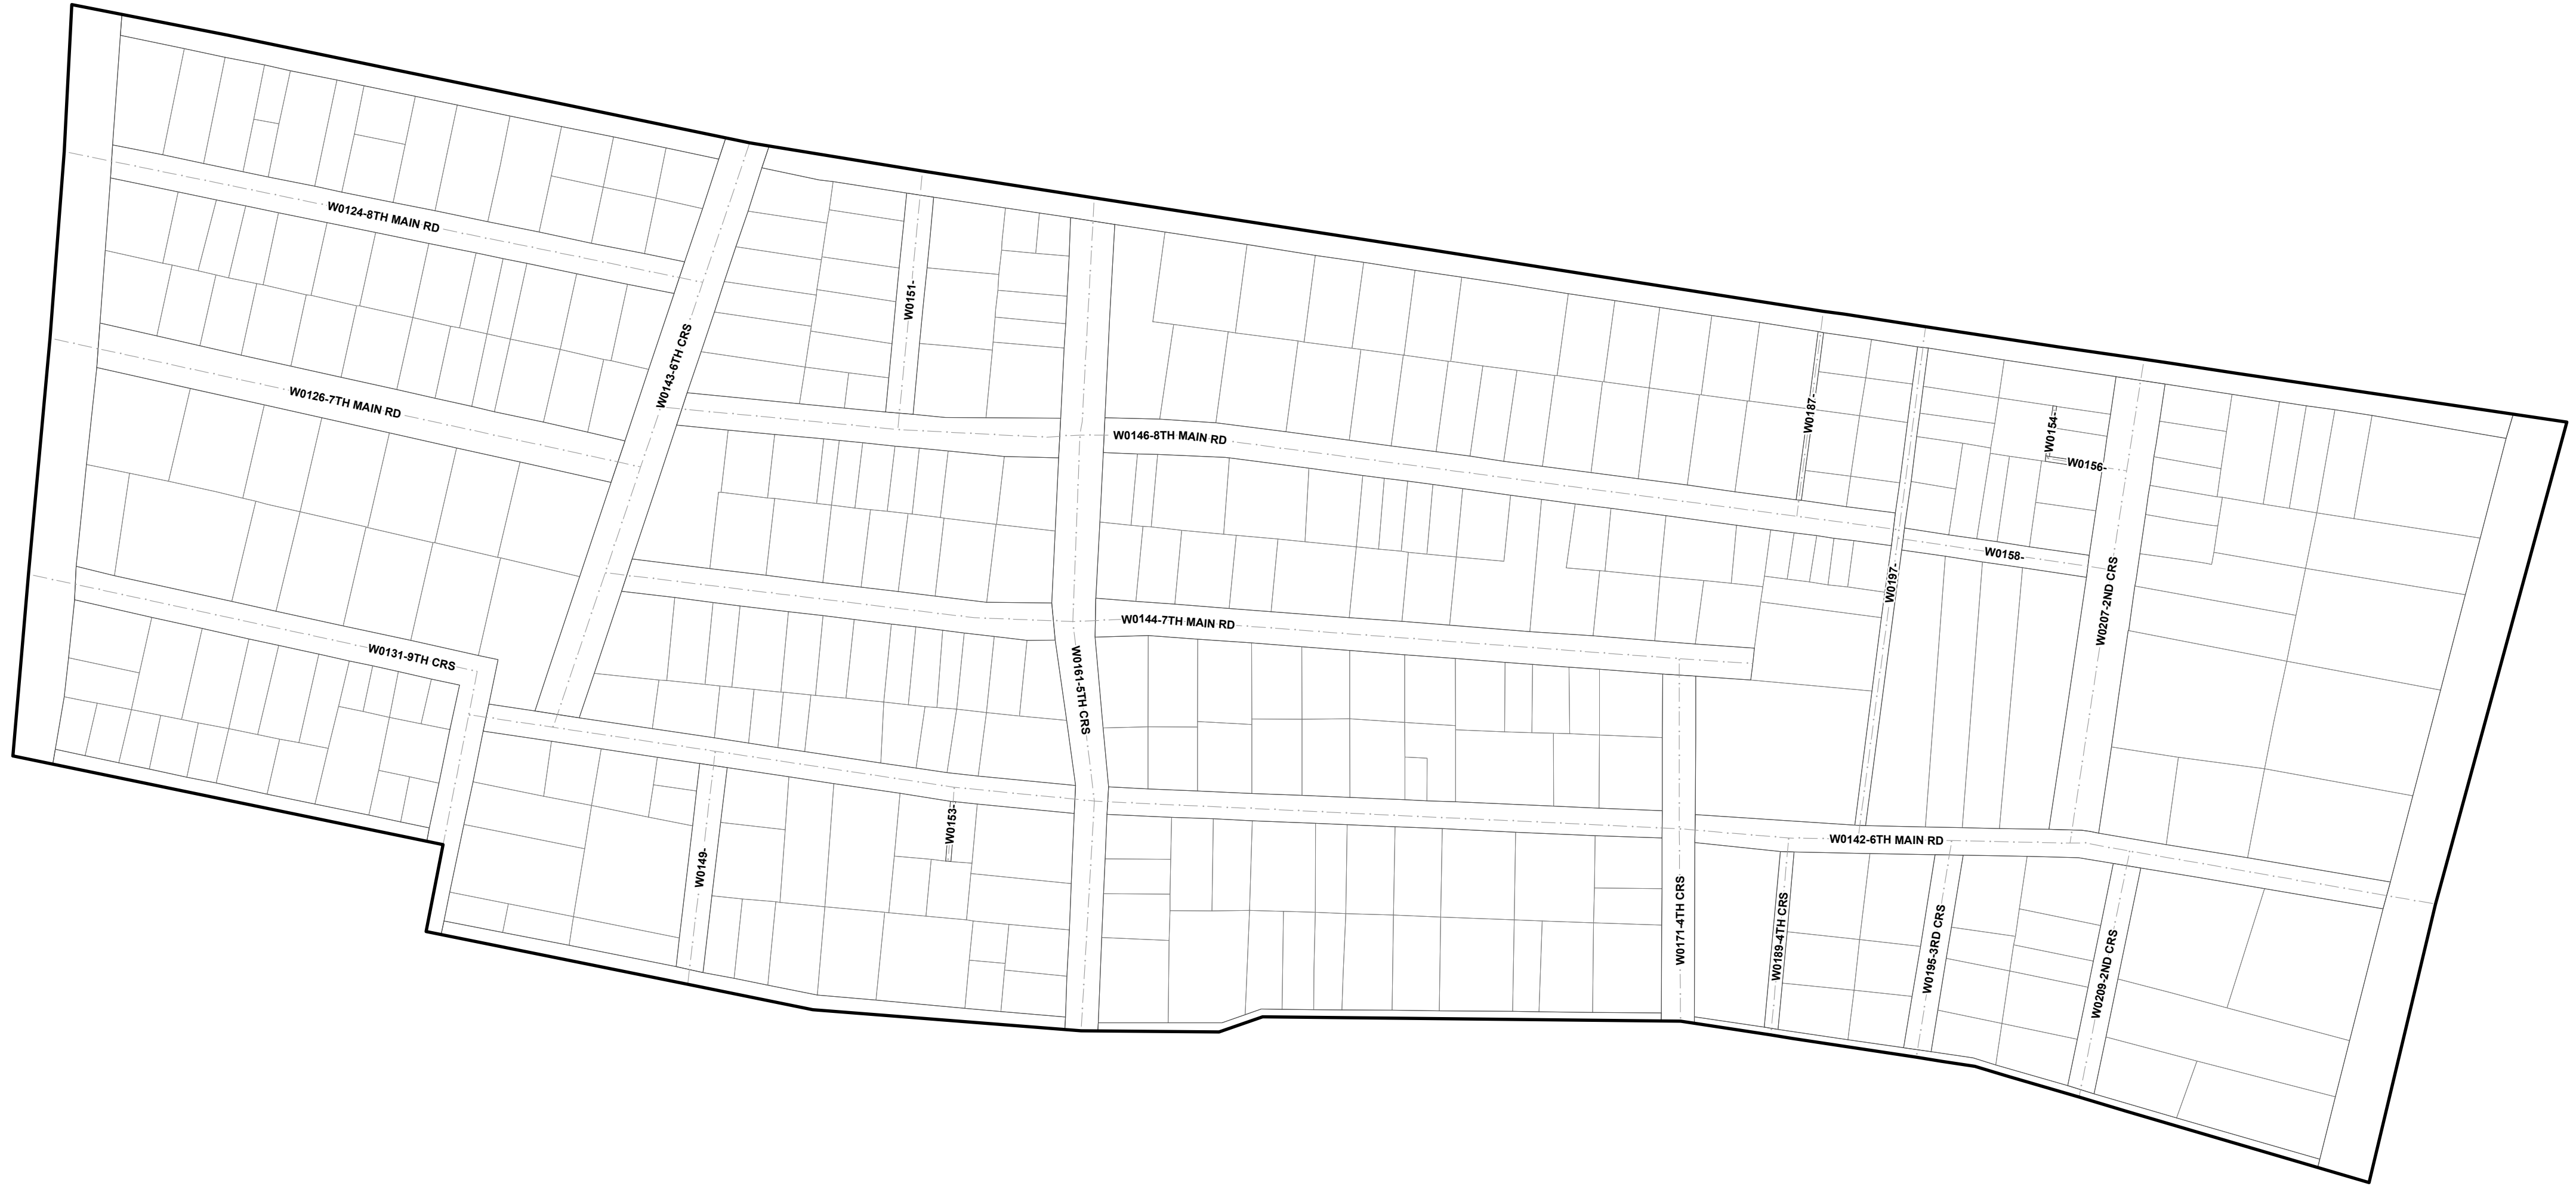 W0124-8TH MAIN RD
W0126-7TH MAIN RD
W0143-6TH CRS
W0131-9TH CRS
W0151-
W0146-8TH MAIN RD
W0144-7TH MAIN RD
W0161-5TH CRS
W0153-
W0149-
W0187-
W0197-
W0154-
W0156-
W0158-
W0207-2ND CRS
W0142-6TH MAIN RD
W0171-4TH CRS
W0189-4TH CRS
W0195-3RD CRS
W0209-2ND CRS